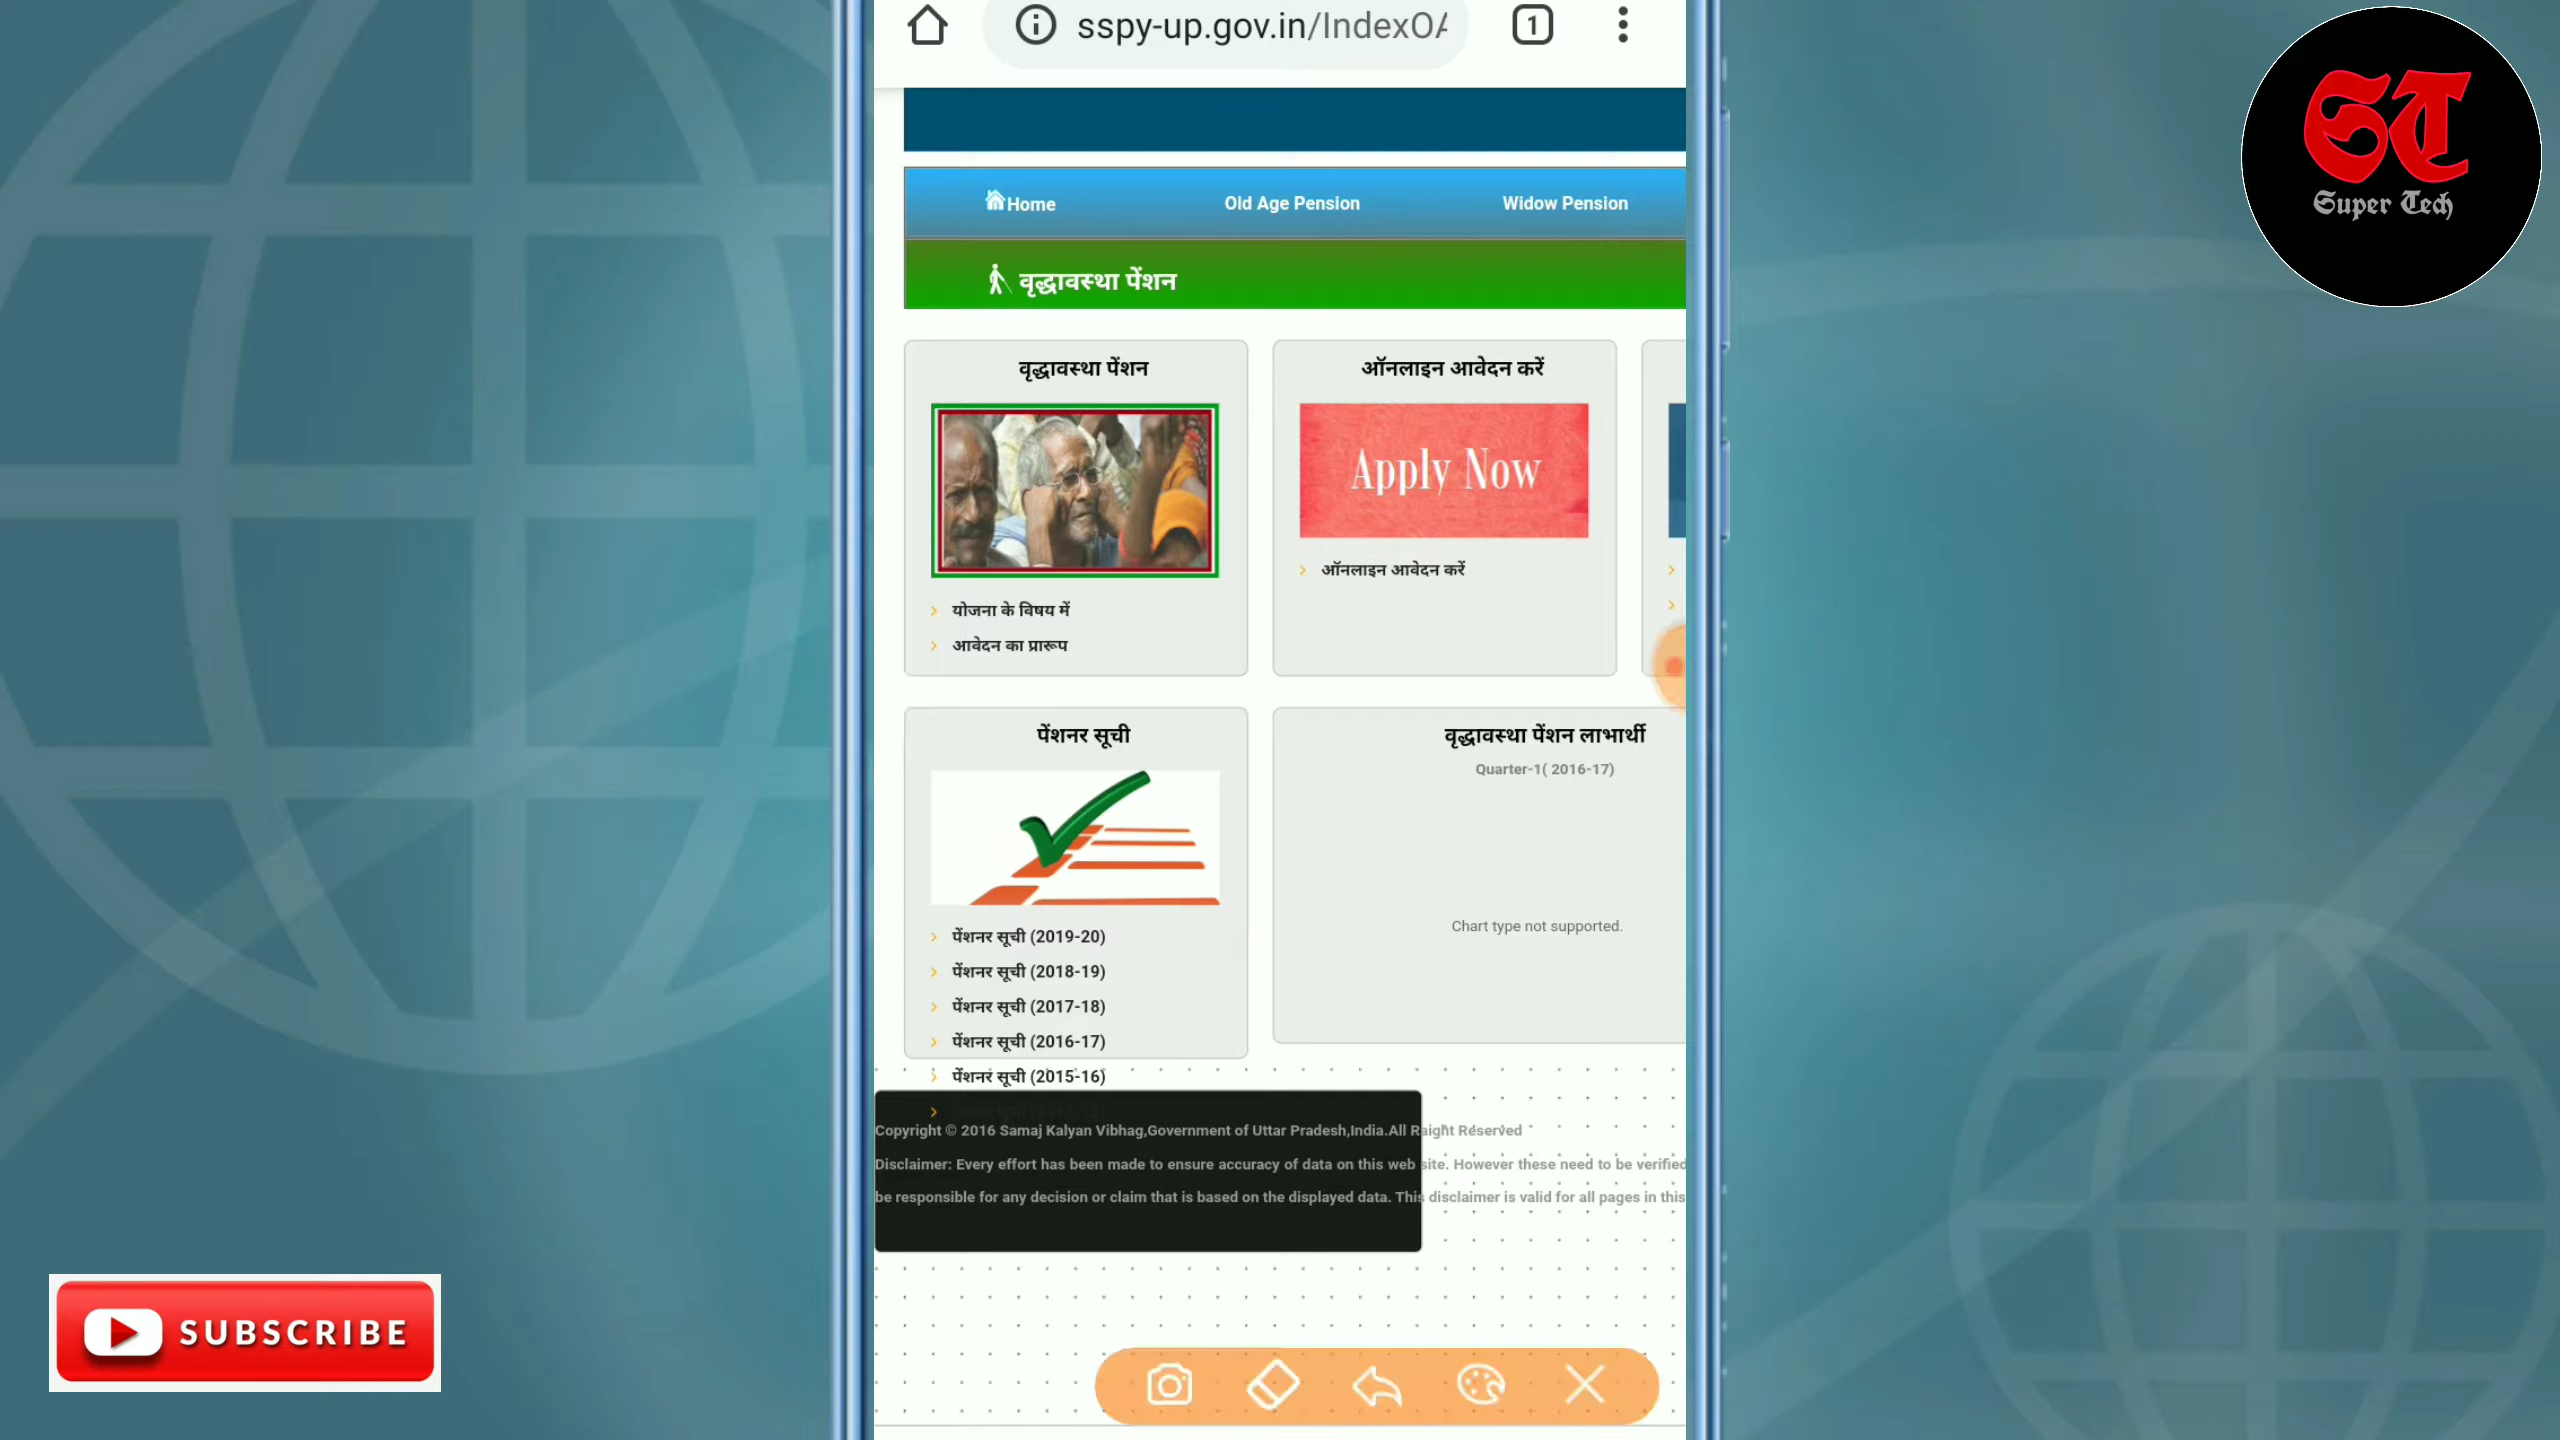 sspy-up.gov.in/IndexOA
1
ST
Super Tech
Home
Old Age Pension
Widow Pension
वृद्धावस्था पेंशन
वृद्धावस्था पेंशन
योजना के विषय में
आवेदन का प्रारूप
ऑनलाइन आवेदन करें
Apply Now
ऑनलाइन आवेदन करें
पेंशनर सूची
पेंशनर सूची (2019-20)
पेंशनर सूची (2018-19)
पेंशनर सूची (2017-18)
पेंशनर सूची (2016-17)
पेंशनर सूची (2015-16)
वृद्धावस्था पेंशन लाभार्थी
Quarter-1( 2016-17)
Chart type not supported.
Copyright © 2016 Samaj Kalyan Vibhag,Government of Uttar Pradesh,India.All Raight Reserved
Disclaimer: Every effort has been made to ensure accuracy of data on this web site. However these need to be verified
be responsible for any decision or claim that is based on the displayed data. This disclaimer is valid for all pages in this
SUBSCRIBE